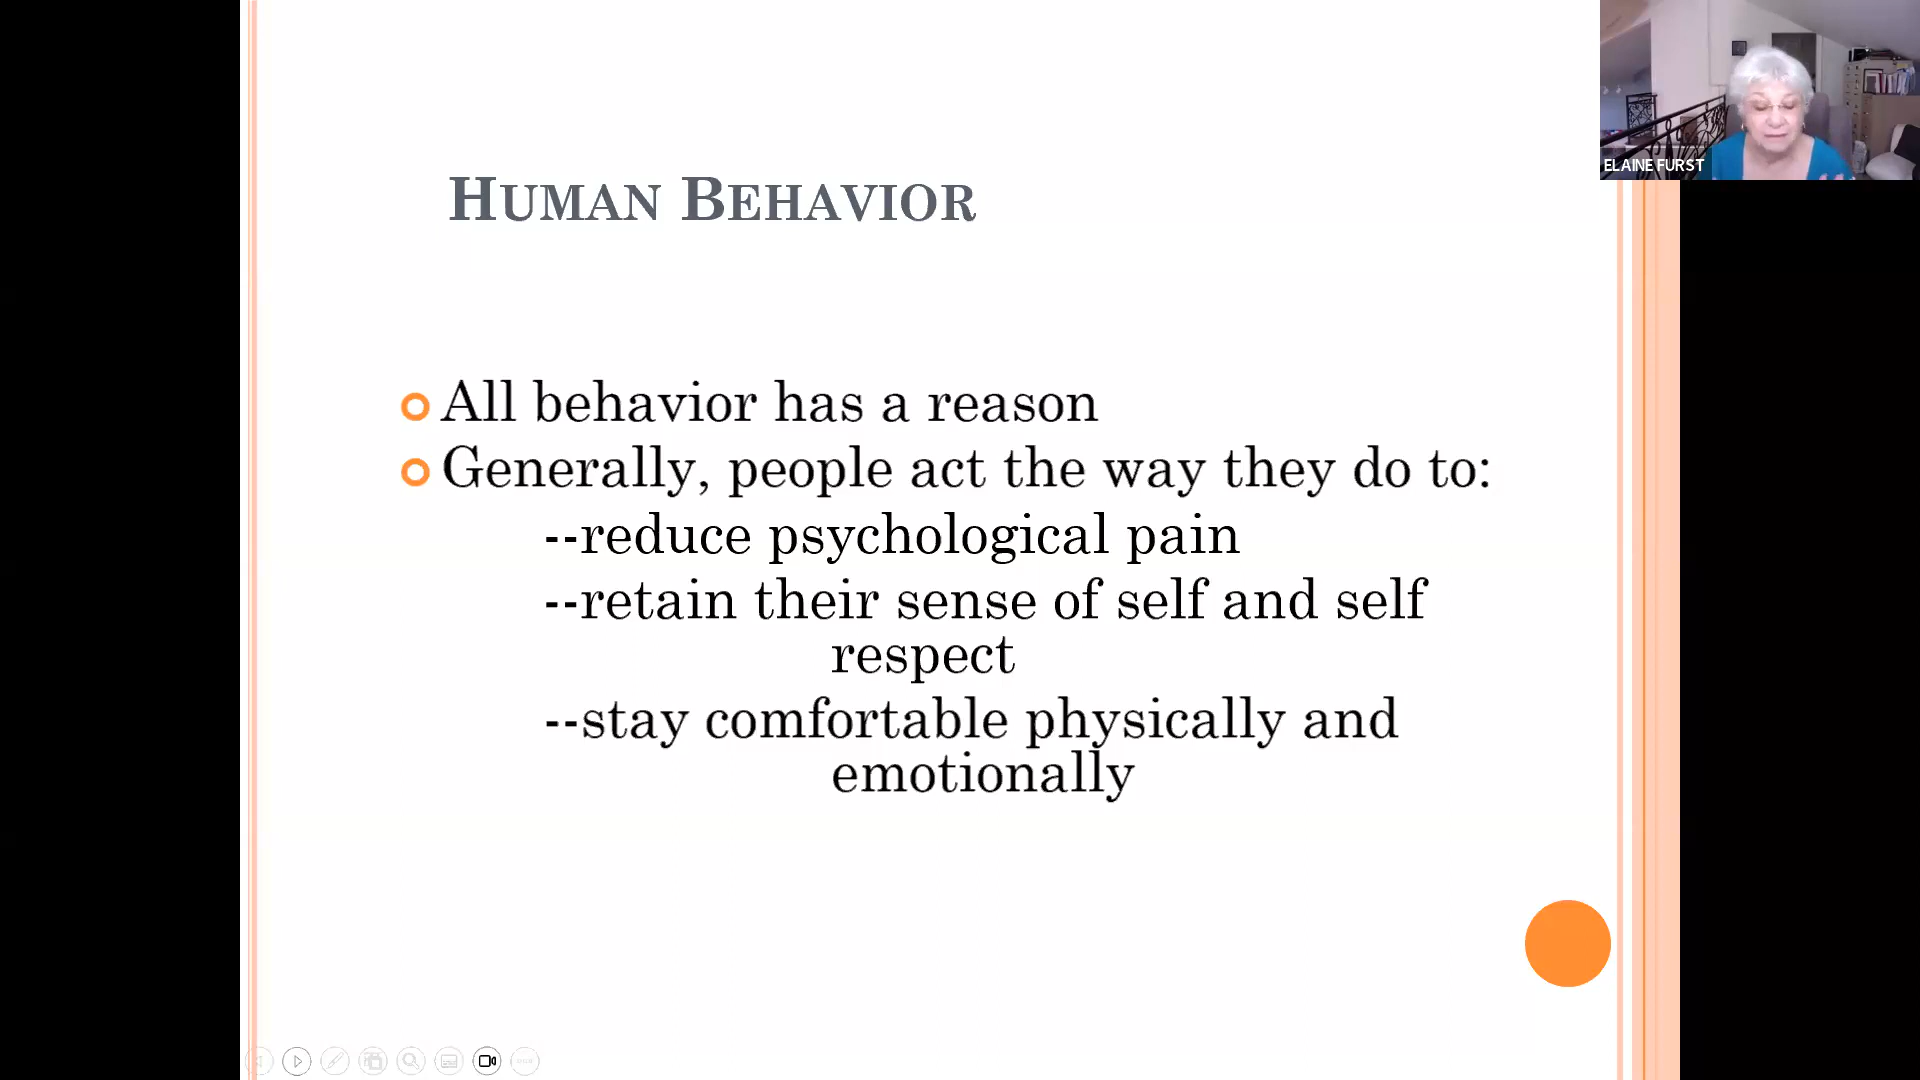 ELAINE FURST
HUMAN BEHAVIOR
All behavior has a reason
Generally, people act the way they do to:
--reduce psychological pain
--retain their sense of self and self
respect
--stay comfortable physically and
emotionally